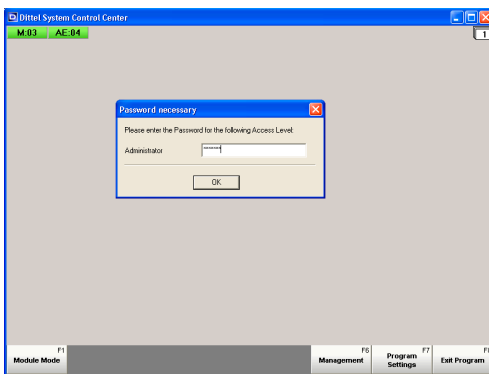 Dittel System Control Center
M:03 AE:04
1
Password necessary
Please enter the Password for the following Access Level:
Administrator
OK
F1
Module Mode
F6
Management
F7
Program
Settings
Exit Program